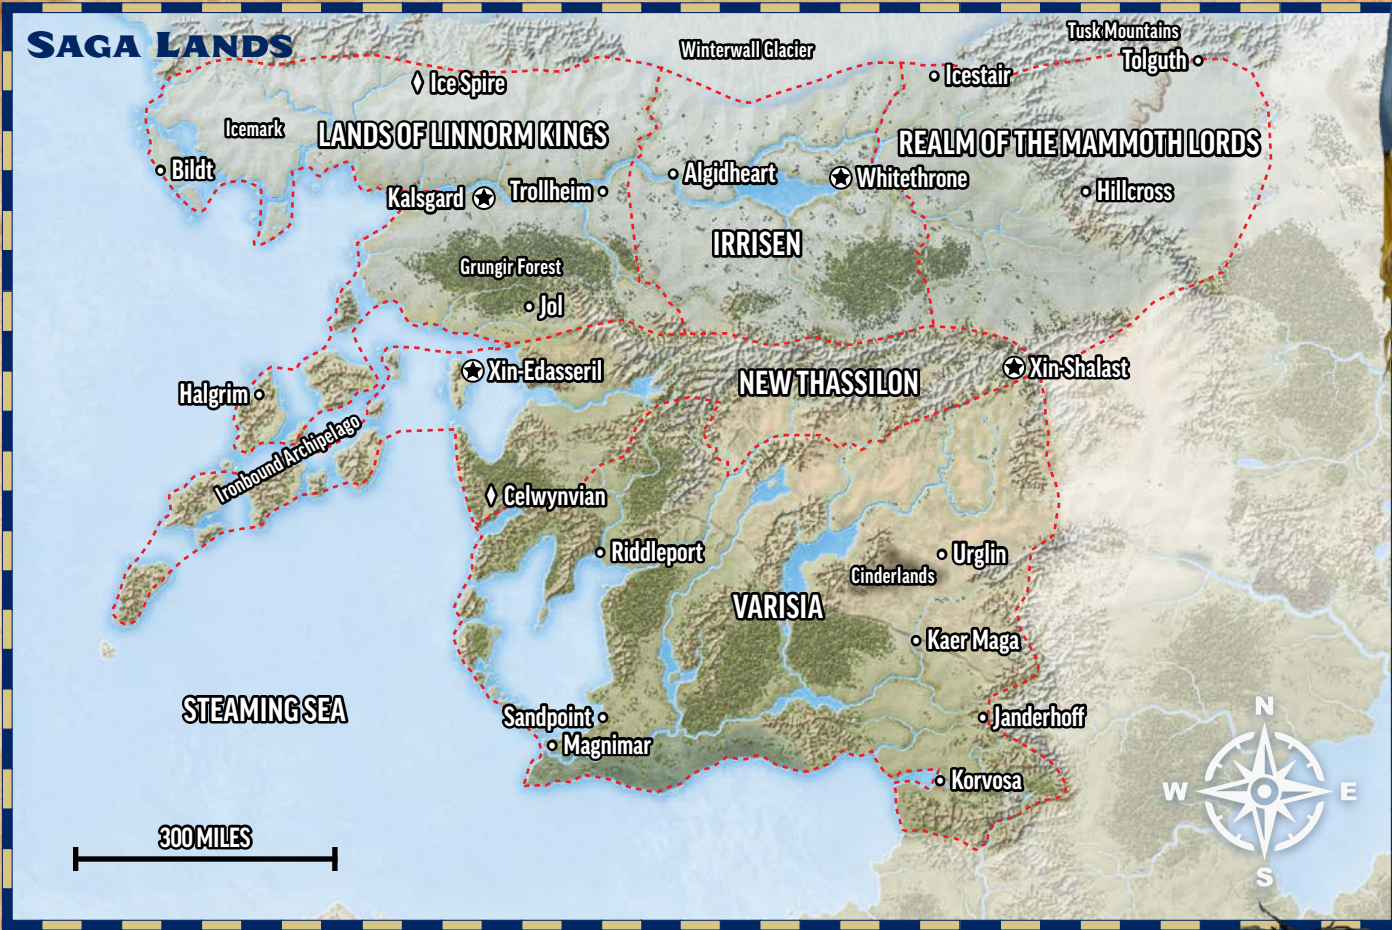 SAGA LANDS
Tusk Mountains
Winterwall Glacier
Tolguth
Icestair
Ice Spire
Icemark
LANDS OF LINNORM KINGS
REALM OF THE MAMMOTH LORDS
Bildt
Algidheart
Whitethrone
Kalsgard
Trollheim
Hillcross
IRRISEN
Grungir Forest
Jol
Xin-Edasseril
Xin-Shalast
NEW THASSILON
Halgrim
Ironbound Archipelago
Celwynvian
Riddleport
Urglin
Cinderlands
VARISIA
Kaer Maga
STEAMING SEA
Sandpoint
Janderhoff
Magnimar
Korvosa
N
W
E
S
300 MILES